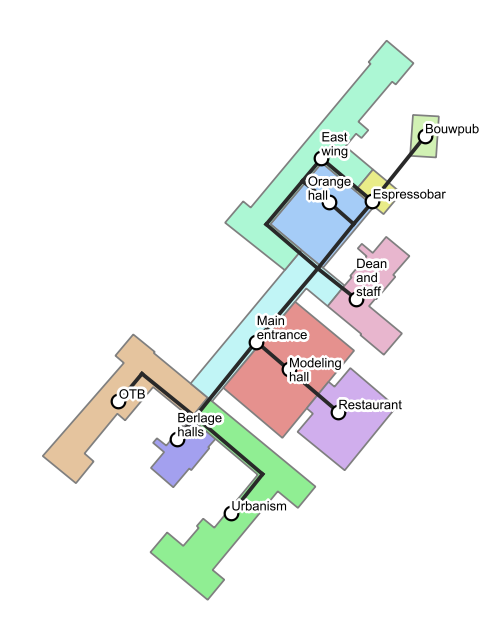 Bouwpub
East
wing
Orange
hall
Espressobar
Dean
and
staff
Main
entrance
Modeling
hall
OTB
Restaurant
Berlage
halls
Urbanism